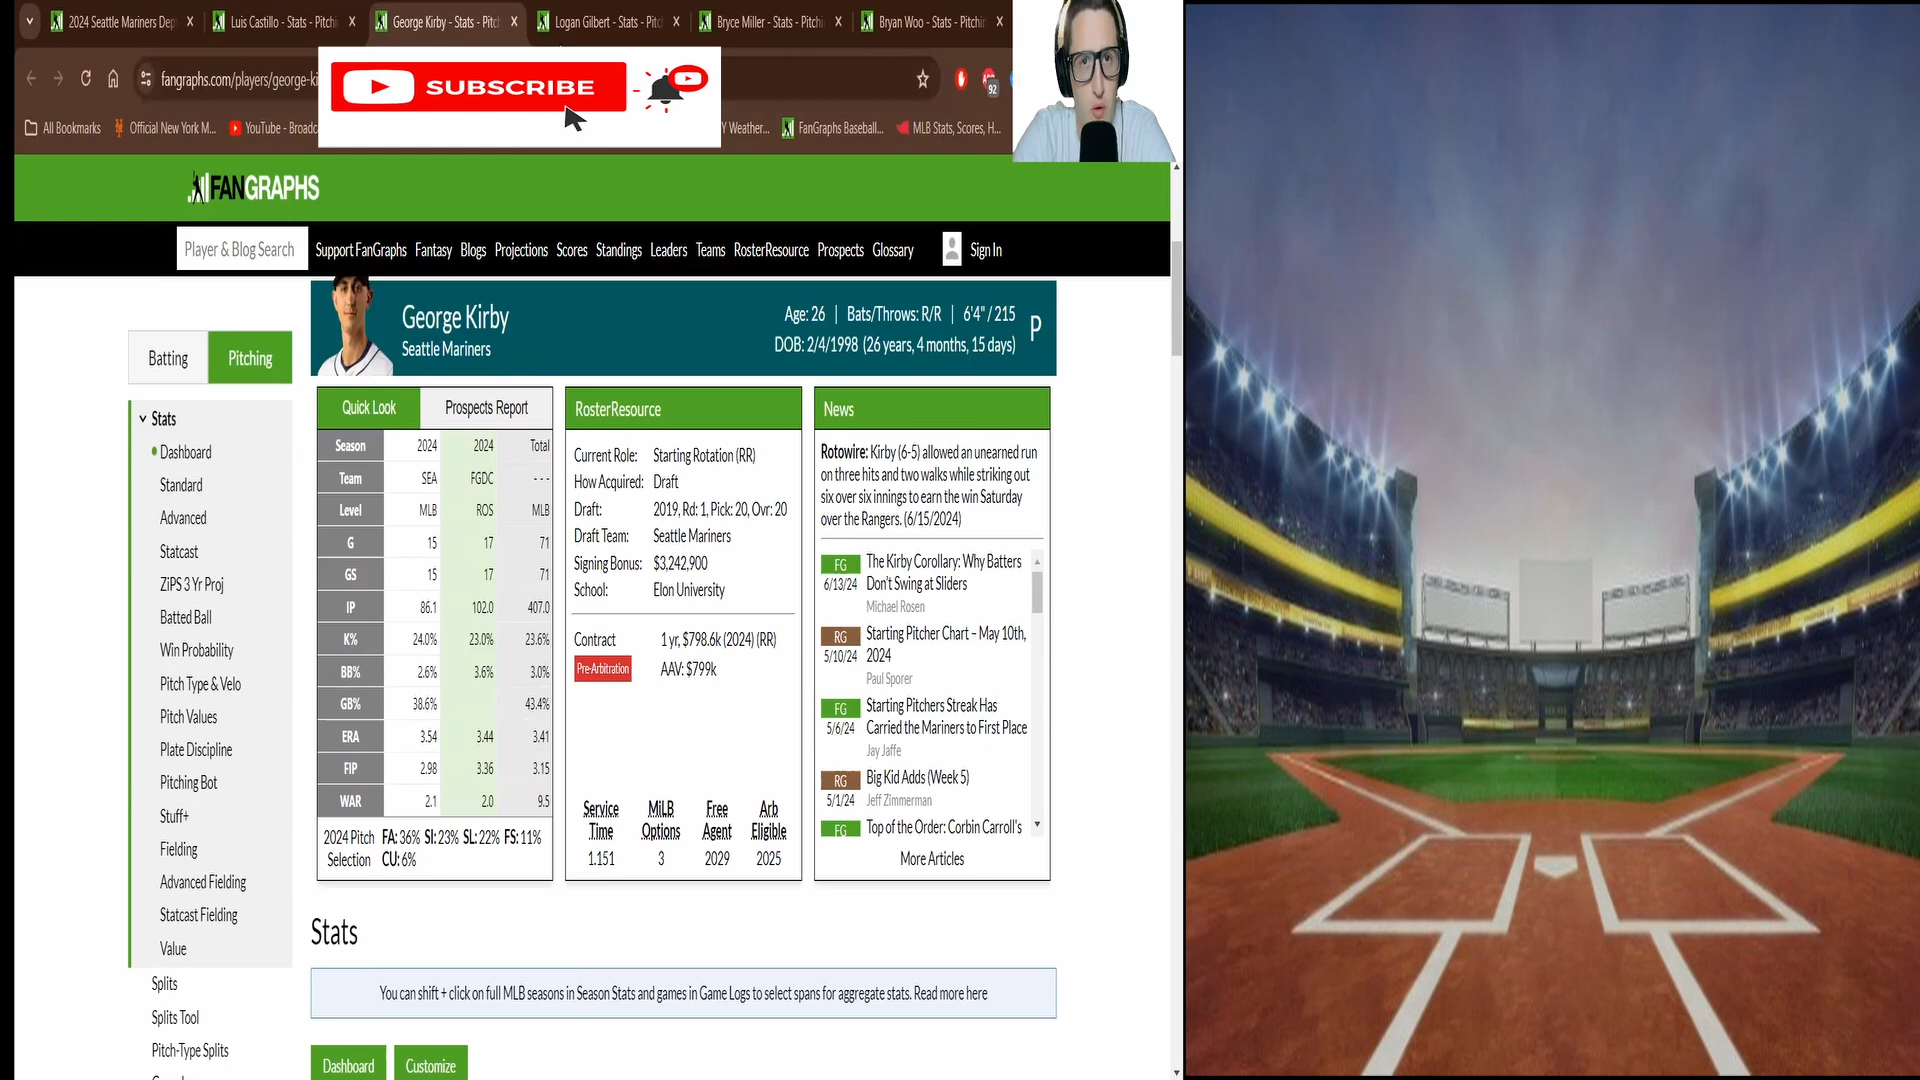 2024 Seattle Mariners Dep
Luis Castillo - Stats - Pitchi
George Kirby - Stats - Pitch
Logan Gilbert - Stats - Pitc
Bryce Miller - Stats - Pitchi
Bryan Woo - Stats - Pitchin
fangraphs.com/players/george-ki
SUBSCRIBE
92
All Bookmarks
Official New York M...
YouTube - Broadc
Y Weather...
FanGraphs Baseball...
MLB Stats, Scores, H...
FANGRAPHS
Player & Blog Search
Support FanGraphs Fantasy Blogs Projections Scores Standings Leaders Teams RosterResource Prospects Glossary
Sign In
George Kirby
Seattle Mariners
Age: 26 | Bats/Throws: R/R | 6'4" / 215
DOB: 2/4/1998 (26 years, 4 months, 15 days)
P
Batting
Pitching
Stats
Dashboard
Standard
Advanced
Statcast
ZiPS 3 Yr Proj
Batted Ball
Win Probability
Pitch Type & Velo
Pitch Values
Plate Discipline
Pitching Bot
Stuff+
Fielding
Advanced Fielding
Statcast Fielding
Value
Splits
Splits Tool
Pitch-Type Splits
Quick Look
Prospects Report
Season 2024 2024 Total
Team SEA FGDC - - -
Level MLB ROS MLB
G 15 17 71
GS 15 17 71
IP 86.1 102.0 407.0
K% 24.0% 23.0% 23.6%
BB% 2.6% 3.6% 3.0%
GB% 38.6% 43.4%
ERA 3.54 3.44 3.41
FIP 2.98 3.36 3.15
WAR 2.1 2.0 9.5
2024 Pitch Selection FA: 36% SI: 23% SL: 22% FS: 11%
CU: 6%
RosterResource
Current Role: Starting Rotation (RR)
How Acquired: Draft
Draft: 2019, Rd: 1, Pick: 20, Ovr: 20
Draft Team: Seattle Mariners
Signing Bonus: $3,242,900
School: Elon University
Contract 1 yr, $798.6k (2024) (RR)
Pre-Arbitration AAV: $799k
Service Time MiLB Options Free Agent Arb Eligible
1.151 3 2029 2025
News
Rotowire: Kirby (6-5) allowed an unearned run
on three hits and two walks while striking out
six over six innings to earn the win Saturday
over the Rangers. (6/15/2024)
FG
6/13/24
The Kirby Corollary: Why Batters
Don't Swing at Sliders
Michael Rosen
RG
5/10/24
Starting Pitcher Chart – May 10th,
2024
Paul Sporer
FG
5/6/24
Starting Pitchers Streak Has
Carried the Mariners to First Place
Jay Jaffe
RG
5/1/24
Big Kid Adds (Week 5)
Jeff Zimmerman
FG
Top of the Order: Corbin Carroll's
More Articles
Stats
You can shift + click on full MLB seasons in Season Stats and games in Game Logs to select spans for aggregate stats. Read more here
Dashboard
Customize